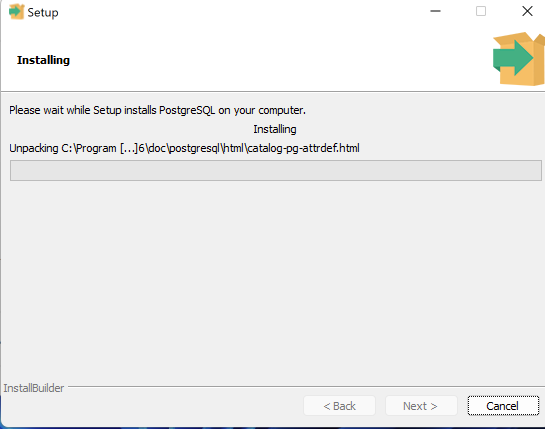 Setup
Installing
Please wait while Setup installs PostgreSQL on your computer.
Installing
Unpacking C:\Program [...]6\doc\postgresql\html\catalog-pg-attrdef.html
InstallBuilder
< Back
Next >
Cancel